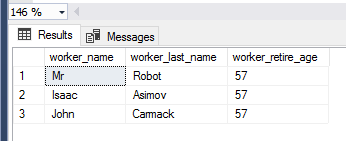 146 %
Results Messages
worker_name worker_last_name worker_retire_age
1 Mr Robot 57
2 Isaac Asimov 57
3 John Carmack 57